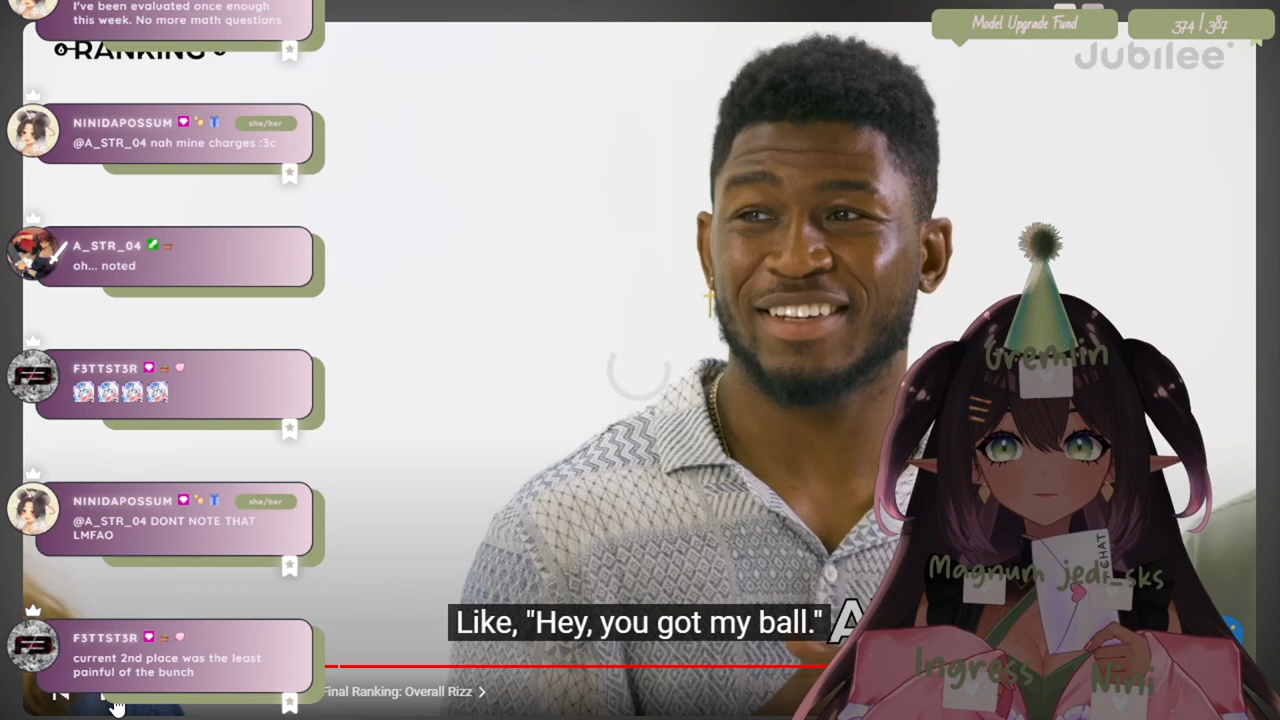 I've been evaluated once enough
this week. No more math questions
RANKING
Model Upgrade Fund
374 / 387
Jubilee
NINIDAPOSSUM she/her
@A_STR_04 nah mine charges :3c
A_STR_04
oh... noted
F3TTST3R
NINIDAPOSSUM she/her
@A_STR_04 DONT NOTE THAT
LMFAO
F3TTST3R
current 2nd place was the least
painful of the bunch
Gremlin
CHAT
Magnum jedi_sks
Ingress
Nini
Like, "Hey, you got my ball."
A
Final Ranking: Overall Rizz